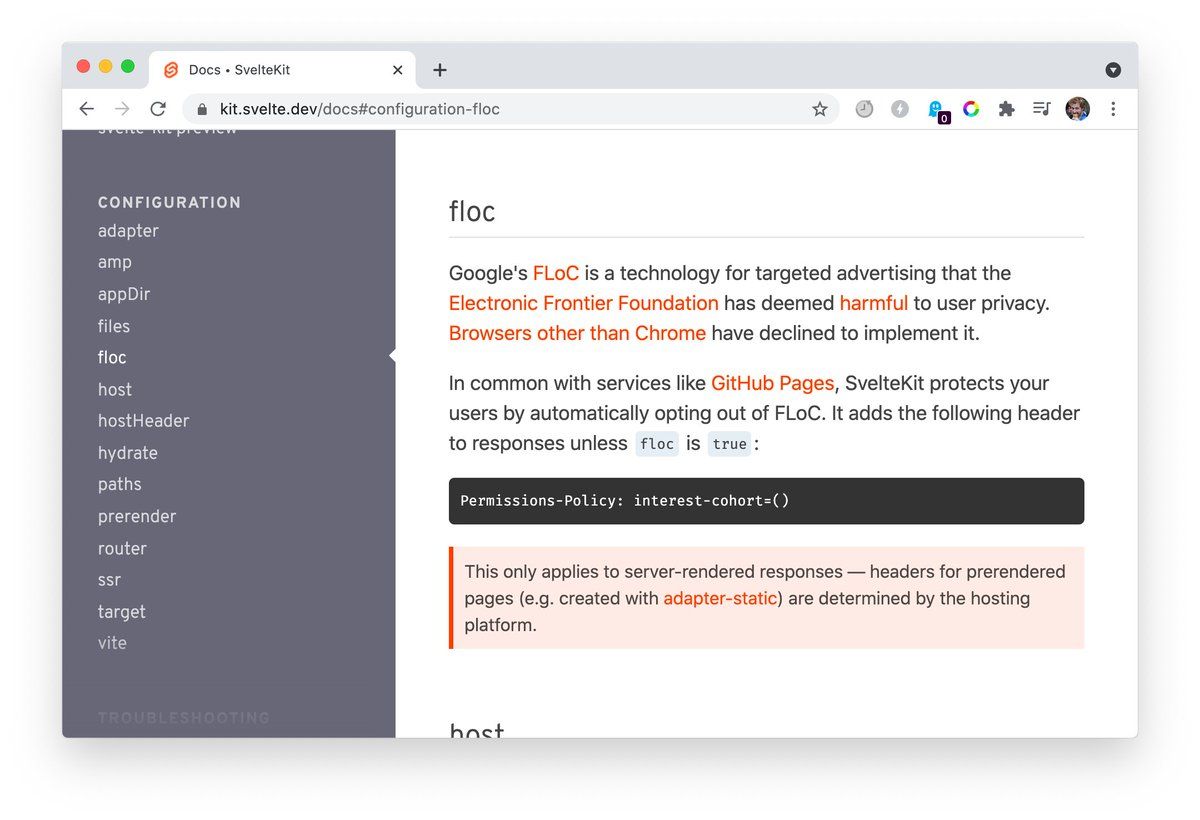 Docs • SvelteKit
kit.svelte.dev/docs#configuration-floc
0
svelte-kit preview
CONFIGURATION
adapter
amp
appDir
files
floc
host
hostHeader
hydrate
paths
prerender
router
ssr
target
vite
TROUBLESHOOTING
floc
Google's FLoC is a technology for targeted advertising that the
Electronic Frontier Foundation has deemed harmful to user privacy.
Browsers other than Chrome have declined to implement it.
In common with services like GitHub Pages, SvelteKit protects your
users by automatically opting out of FLoC. It adds the following header
to responses unless floc is true:
Permissions-Policy: interest-cohort=()
This only applies to server-rendered responses — headers for prerendered
pages (e.g. created with adapter-static) are determined by the hosting
platform.
host